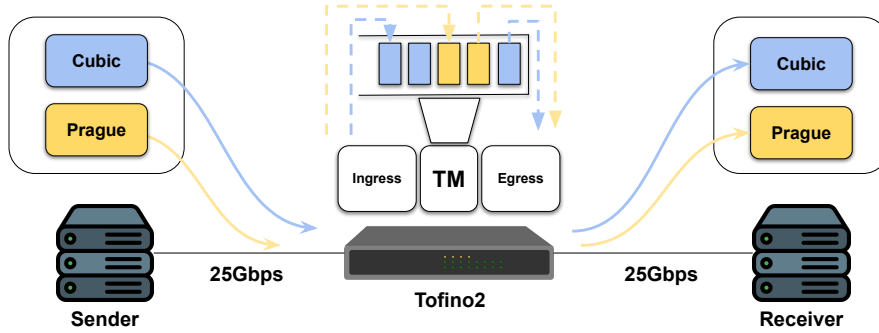 Cubic
Prague
Ingress
TM
Egress
Cubic
Prague
25Gbps
25Gbps
Sender
Tofino2
Receiver